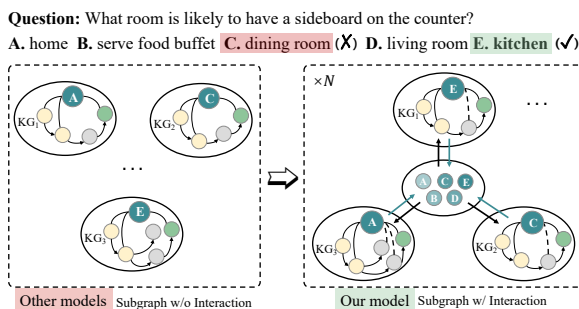 Question: What room is likely to have a sideboard on the counter?
A. home B. serve food buffet C. dining room (✗) D. living room E. kitchen (✓)
×N
A
KG1
C
KG2
...
E
KG3
E
KG1
...
A C E
B D
A
KG3
C
KG2
Other models Subgraph w/o Interaction
Our model Subgraph w/ Interaction